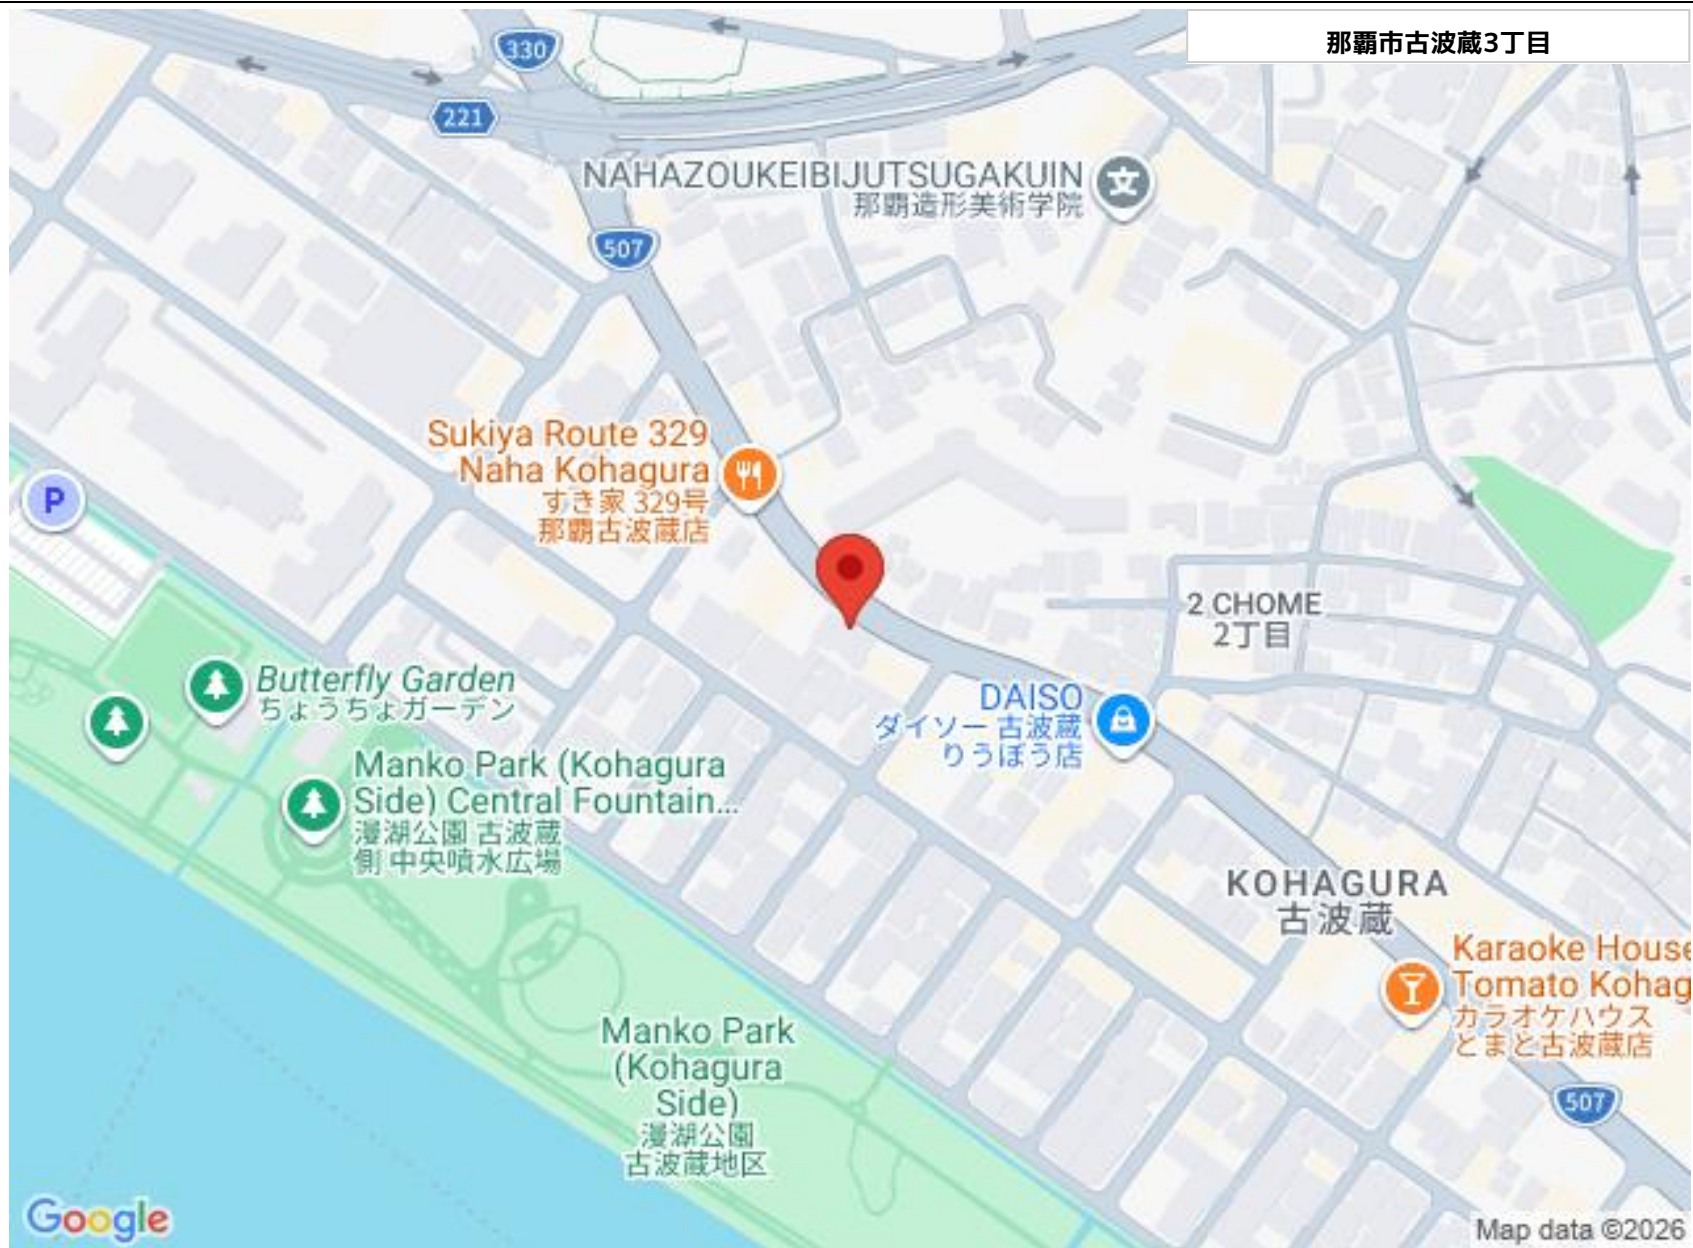 那覇市古波蔵3丁目
330
221
NAHAZOUKEIBIJUTSUGAKUIN
那覇造形美術学院
文
507
Sukiya Route 329
Naha Kohagura
すき家 329号
那覇古波蔵店
P
2 CHOME
2丁目
Butterfly Garden
ちょうちょガーデン
DAISO
ダイソー 古波蔵
りうぼう店
Manko Park (Kohagura
Side) Central Fountain...
漫湖公園 古波蔵
側 中央噴水広場
KOHAGURA
古波蔵
Karaoke House
Tomato Kohag
カラオケハウス
とまと古波蔵店
Manko Park
(Kohagura
Side)
漫湖公園
古波蔵地区
507
Google
Map data ©2026